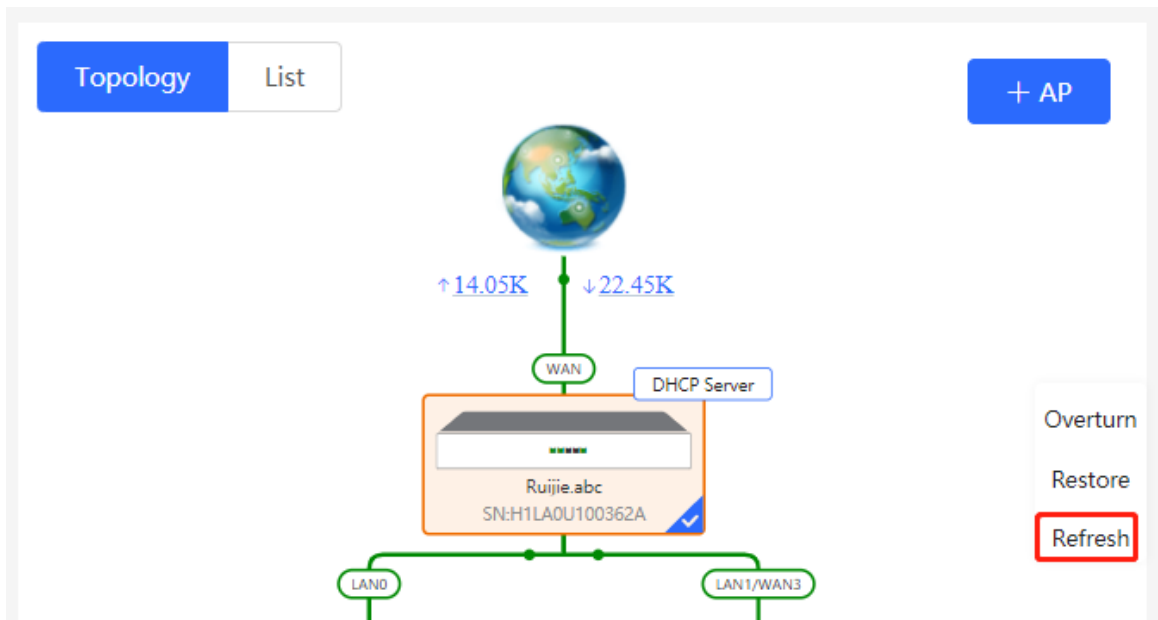 Topology
List
+ AP
↑14.05K
↓22.45K
WAN
DHCP Server
Ruijie.abc
SN:H1LA0U100362A
Overturn
Restore
Refresh
LAN0
LAN1/WAN3